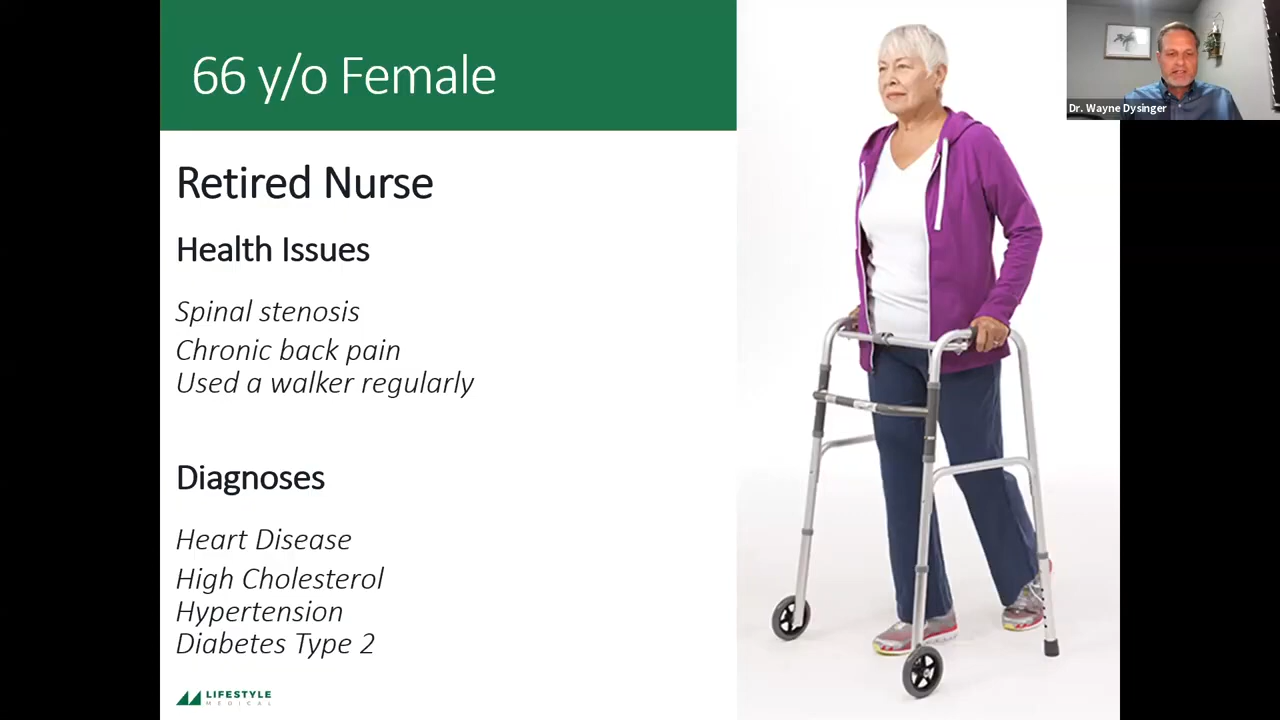 66 y/o Female
Dr. Wayne Dysinger
Retired Nurse
Health Issues
Spinal stenosis
Chronic back pain
Used a walker regularly
Diagnoses
Heart Disease
High Cholesterol
Hypertension
Diabetes Type 2
LIFESTYLE
MEDICAL